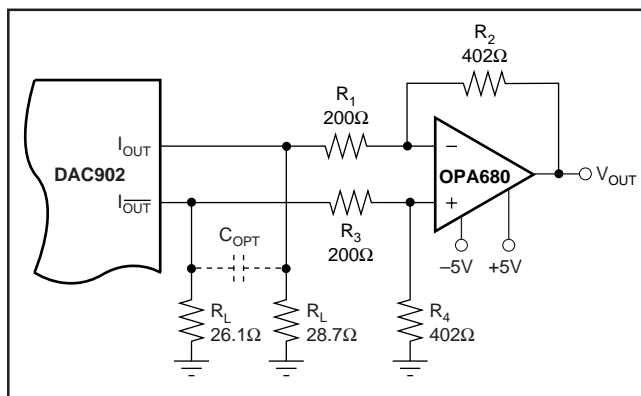 R2
402Ω
R1
200Ω
IOUT
DAC902
OPA680
VOUT
IOUT
COPT
R3
200Ω
–5V
+5V
RL
26.1Ω
RL
28.7Ω
R4
402Ω
–
+